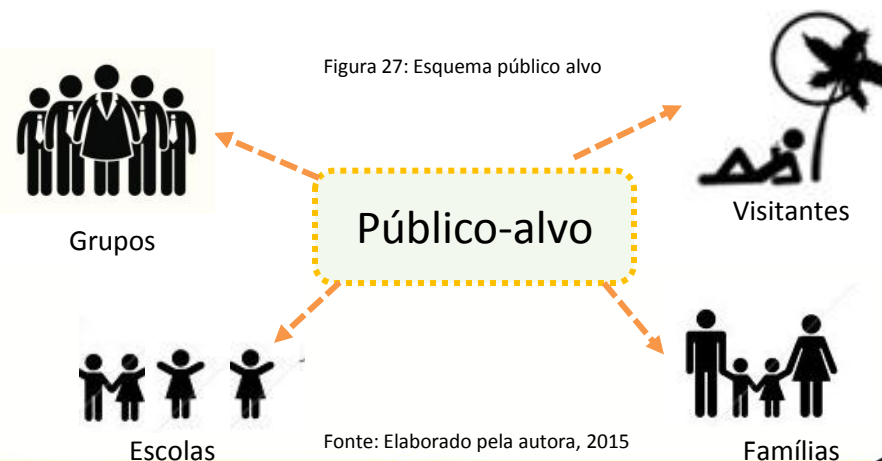 Figura 27: Esquema público alvo
Visitantes
Público-alvo
Grupos
Escolas
Fonte: Elaborado pela autora, 2015
Famílias